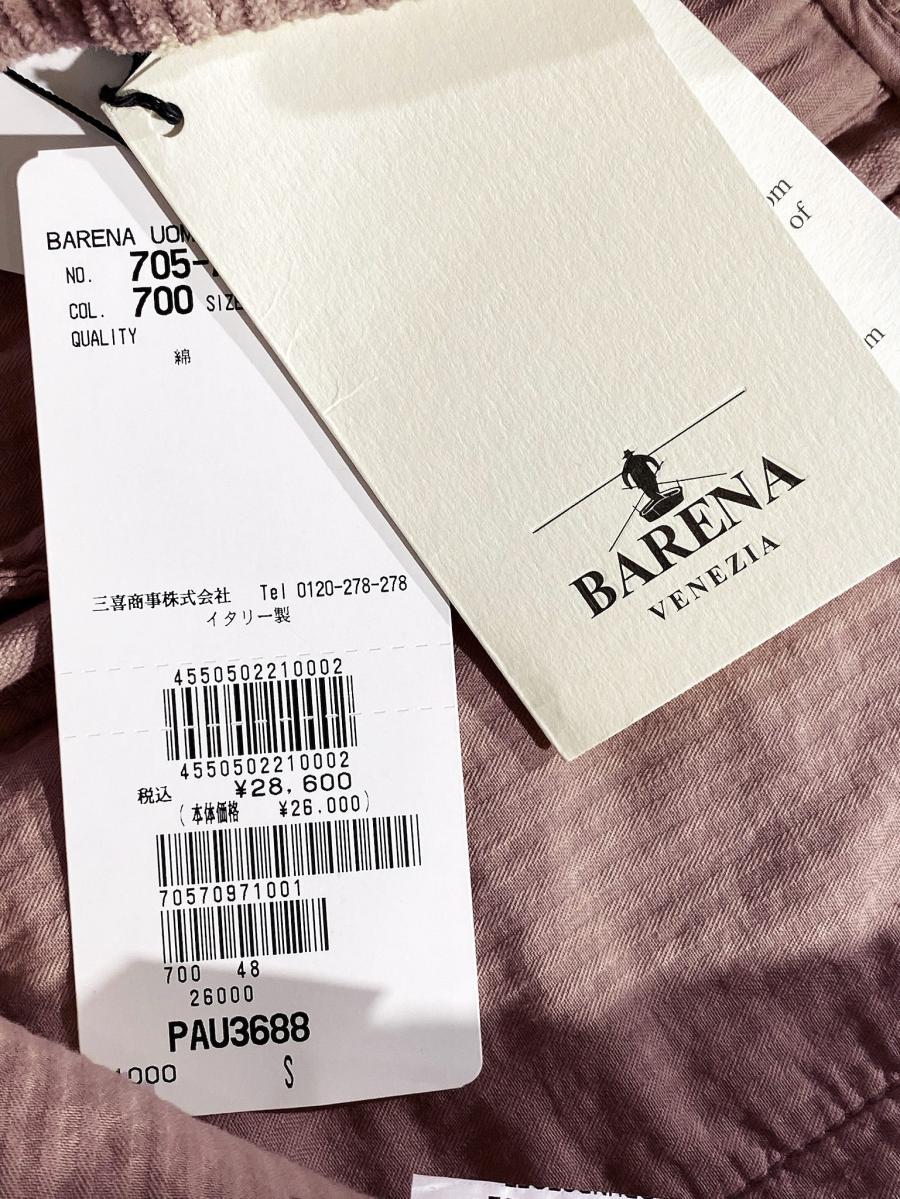 BARENA UOM
NO. 705-
COL. 700 SIZE
QUALITY
綿
三喜商事株式会社 Tel 0120-278-278
イタリー製
4550502210002
4550502210002
税込 ¥28,600
(本体価格 ¥26.000)
70570971001
700 48
26000
PAU3688
1000 S
BARENA
VENEZIA
om
of
m